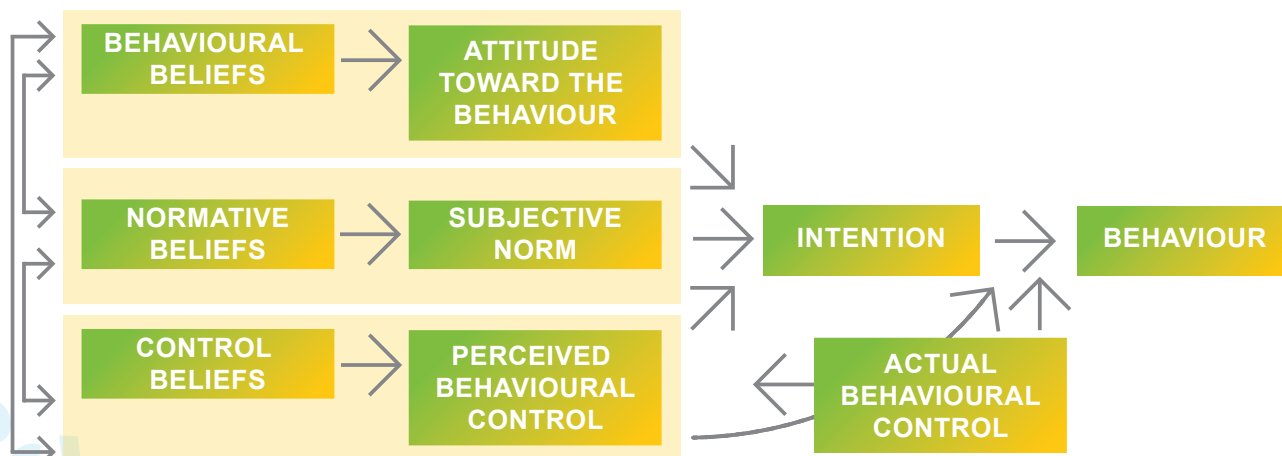 BEHAVIOURAL
BELIEFS
ATTITUDE
TOWARD THE
BEHAVIOUR
NORMATIVE
BELIEFS
SUBJECTIVE
NORM
INTENTION
BEHAVIOUR
CONTROL
BELIEFS
PERCEIVED
BEHAVIOURAL
CONTROL
ACTUAL
BEHAVIOURAL
CONTROL